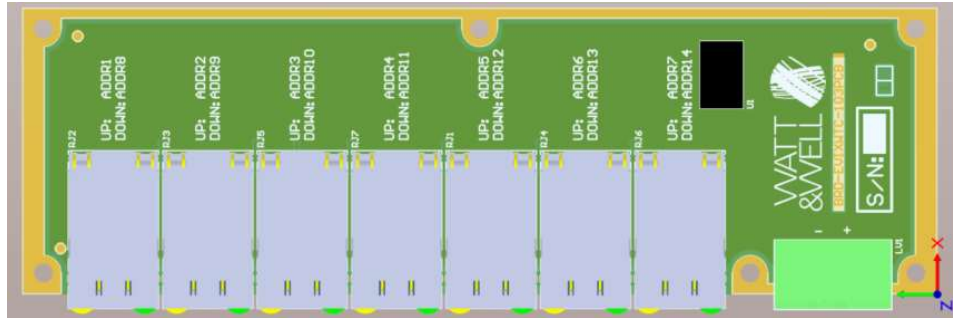 UP: ADDR1
DOWN:ADDR8
UP: ADDR2
DOWN:ADDR9
UP: ADDR3
DOWN:ADDR10
UP: ADDR4
DOWN:ADDR11
UP: ADDR5
DOWN:ADDR12
UP: ADDR6
DOWN:ADDR13
UP: ADDR7
DOWN:ADDR14
RJ2
RJ3
RJ5
RJ7
RJ1
RJ4
RJ6
U1
WATT
&WELL
S/N:
- +
LV1
X
Z